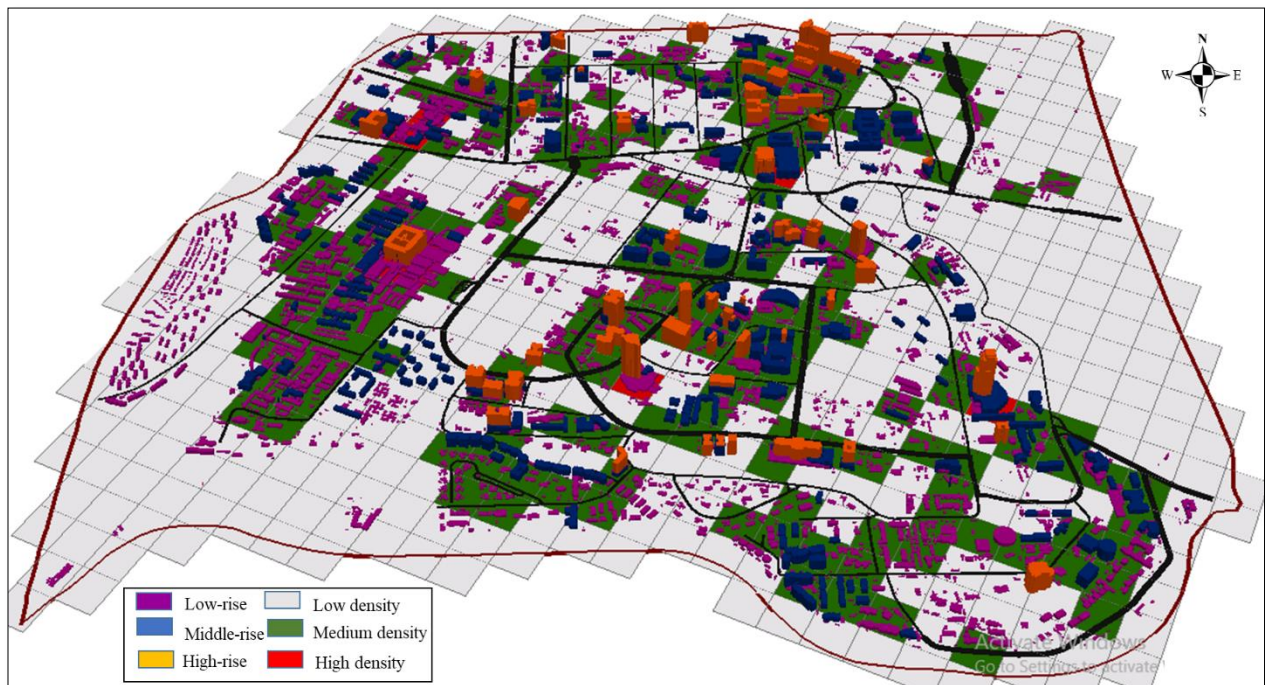 N
W E
S
Low-rise Low density
Middle-rise Medium density
High-rise High density
Activate Windows
Go to Settings to activate